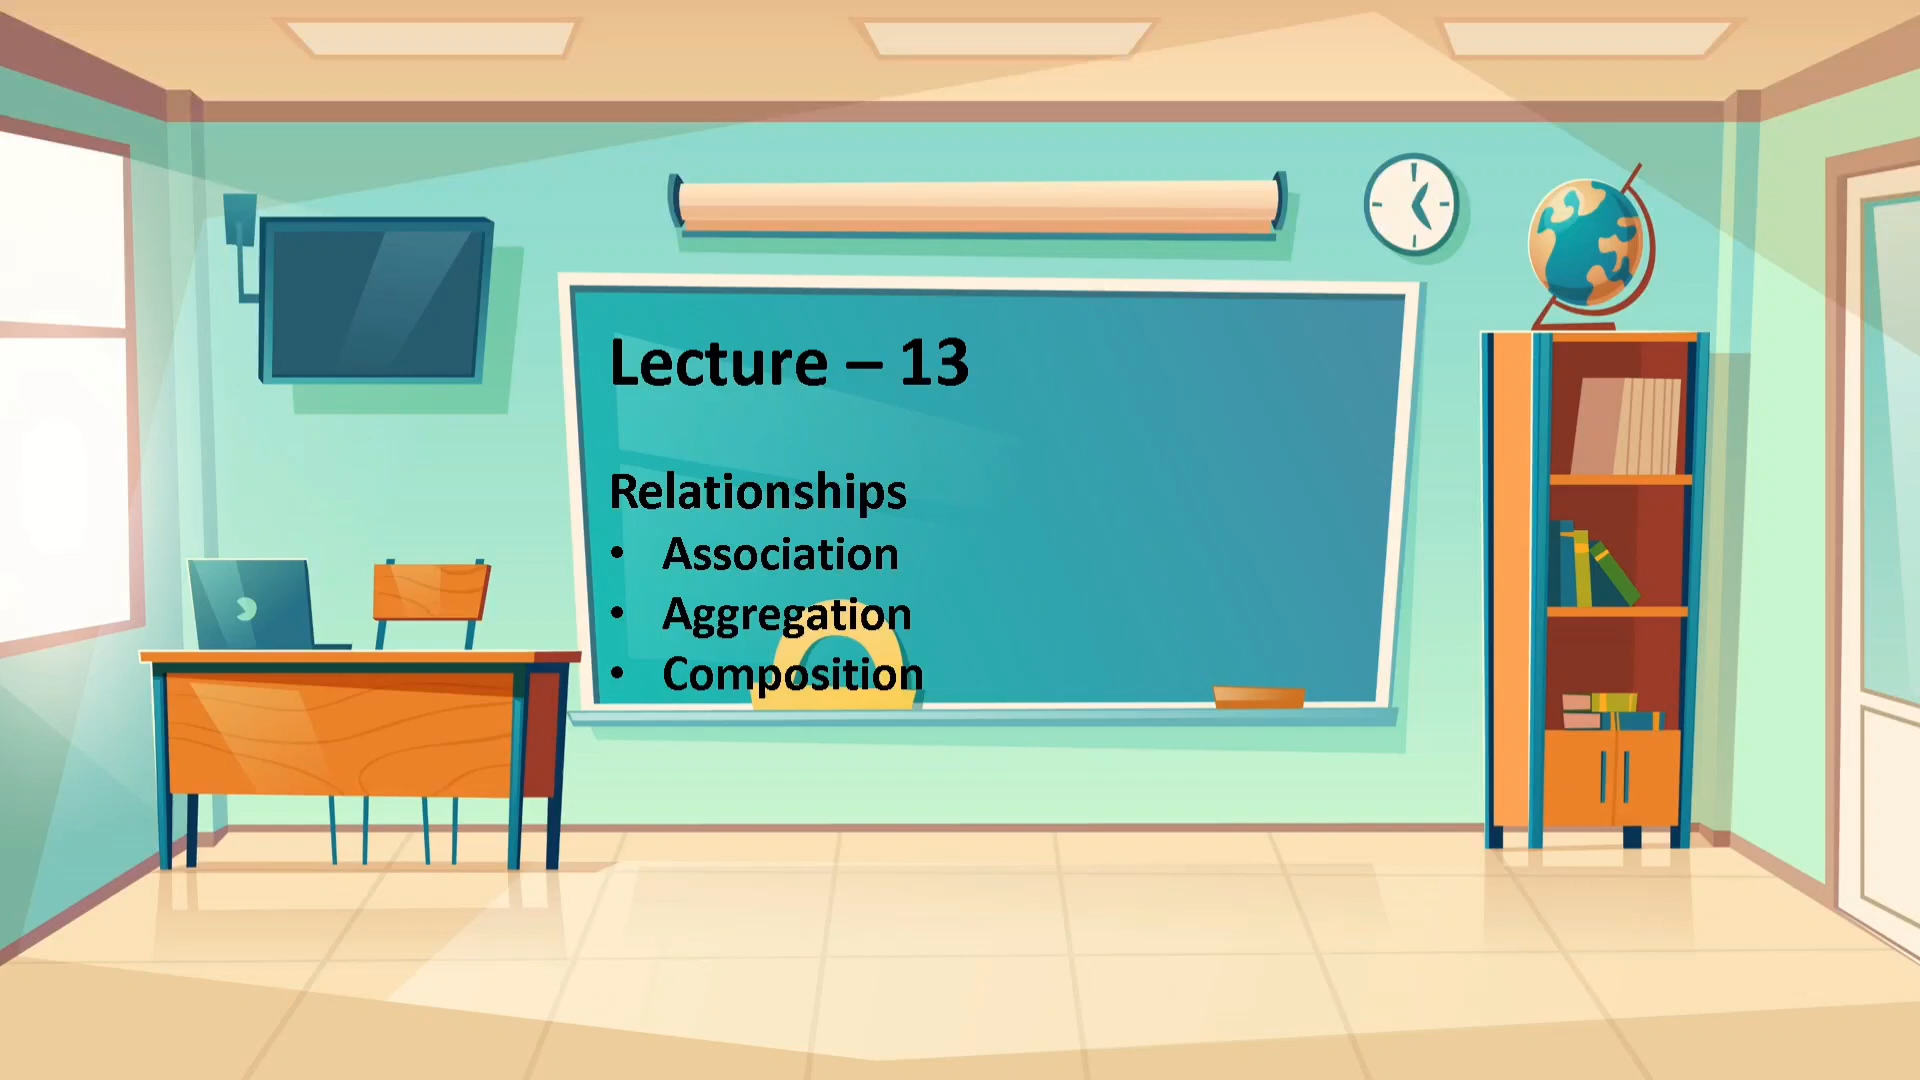 Lecture – 13
Relationships
• Association
• Aggregation
• Composition